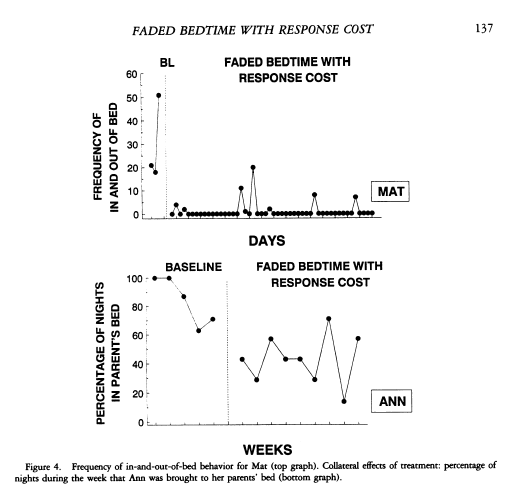 FADED BEDTIME WITH RESPONSE COST 137
BL FADED BEDTIME WITH
RESPONSE COST
FREQUENCY OF
IN AND OUT OF BED
60
50
40
30
20
10
0
MAT
DAYS
BASELINE FADED BEDTIME WITH
RESPONSE COST
PERCENTAGE OF NIGHTS
IN PARENT'S BED
100
80
60
40
20
0
ANN
WEEKS
Figure 4. Frequency of in-and-out-of-bed behavior for Mat (top graph). Collateral effects of treatment: percentage of
nights during the week that Ann was brought to her parents' bed (bottom graph).